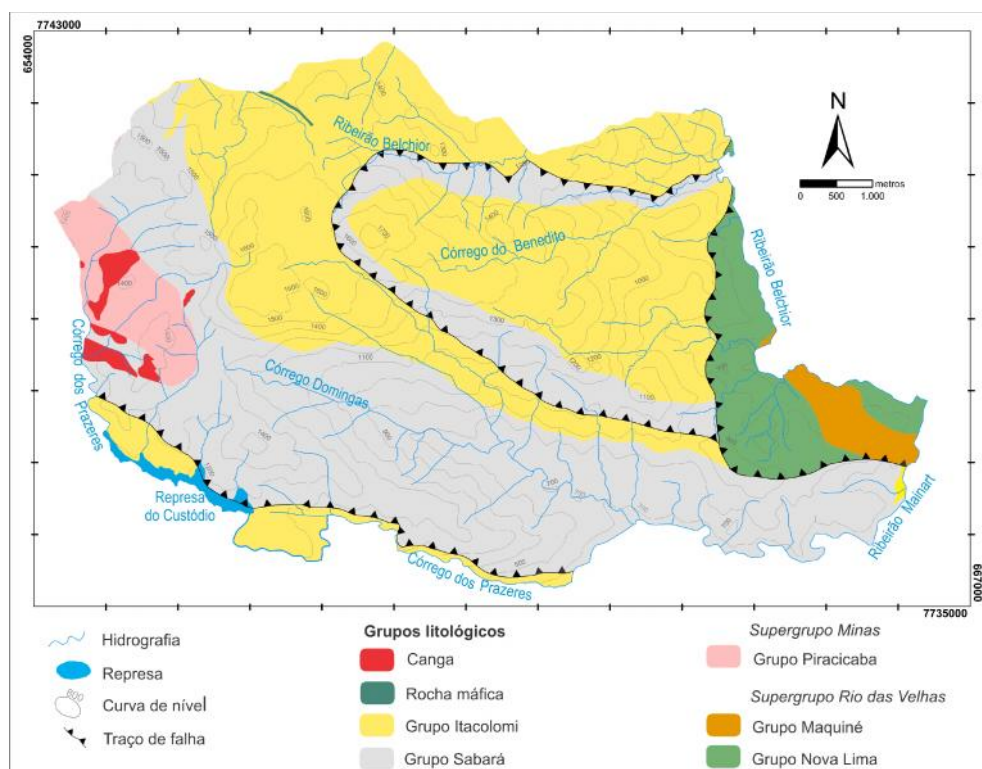 7743000
654000
Ribeirão Belchior
Córrego do Benedito
Ribeirão Belchior
Córrego Domingas
Córrego dos Prazeres
Represa
do Custódio
Córrego dos Prazeres
Ribeirão Mainart
N
0 500 1.000 metros
667000
7735000
Hidrografia
Represa
800
Curva de nível
Traço de falha
Grupos litológicos
Canga
Rocha máfica
Grupo Itacolomi
Grupo Sabará
Supergrupo Minas
Grupo Piracicaba
Supergrupo Rio das Velhas
Grupo Maquiné
Grupo Nova Lima